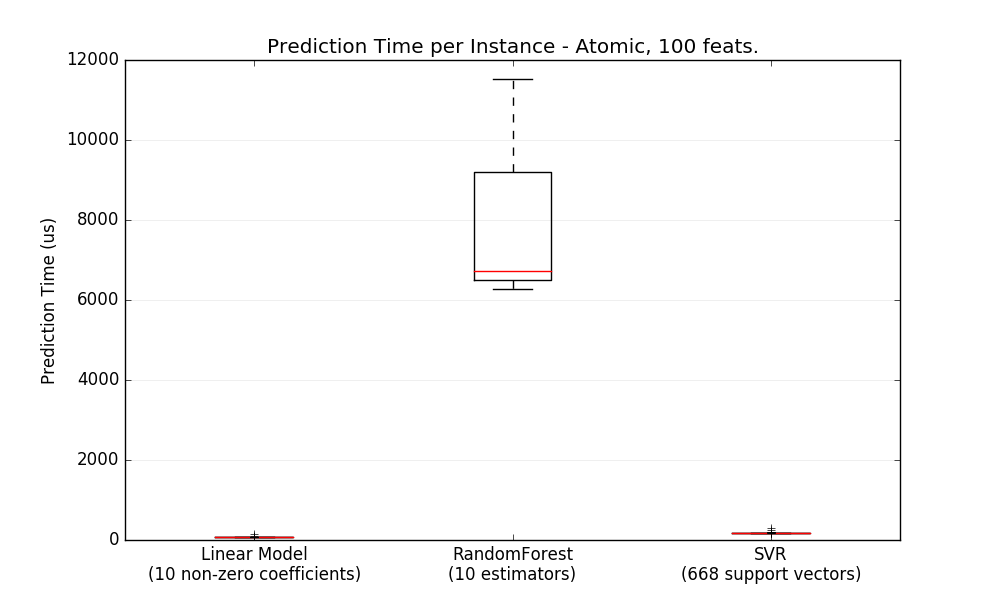 Prediction Time per Instance - Atomic, 100 feats.
12000
10000
8000
6000
4000
2000
0
Prediction Time (us)
Linear Model
(10 non-zero coefficients)
RandomForest
(10 estimators)
SVR
(668 support vectors)